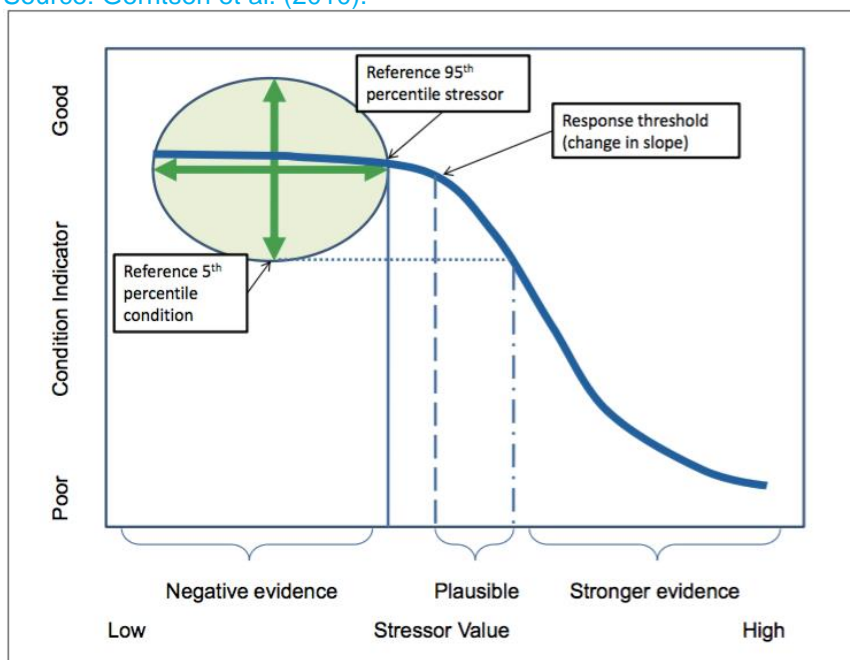 Reference 95th
percentile stressor
Response threshold
(change in slope)
Good
Condition Indicator
Poor
Reference 5th
percentile
condition
Negative evidence
Plausible
Stronger evidence
Low
Stressor Value
High